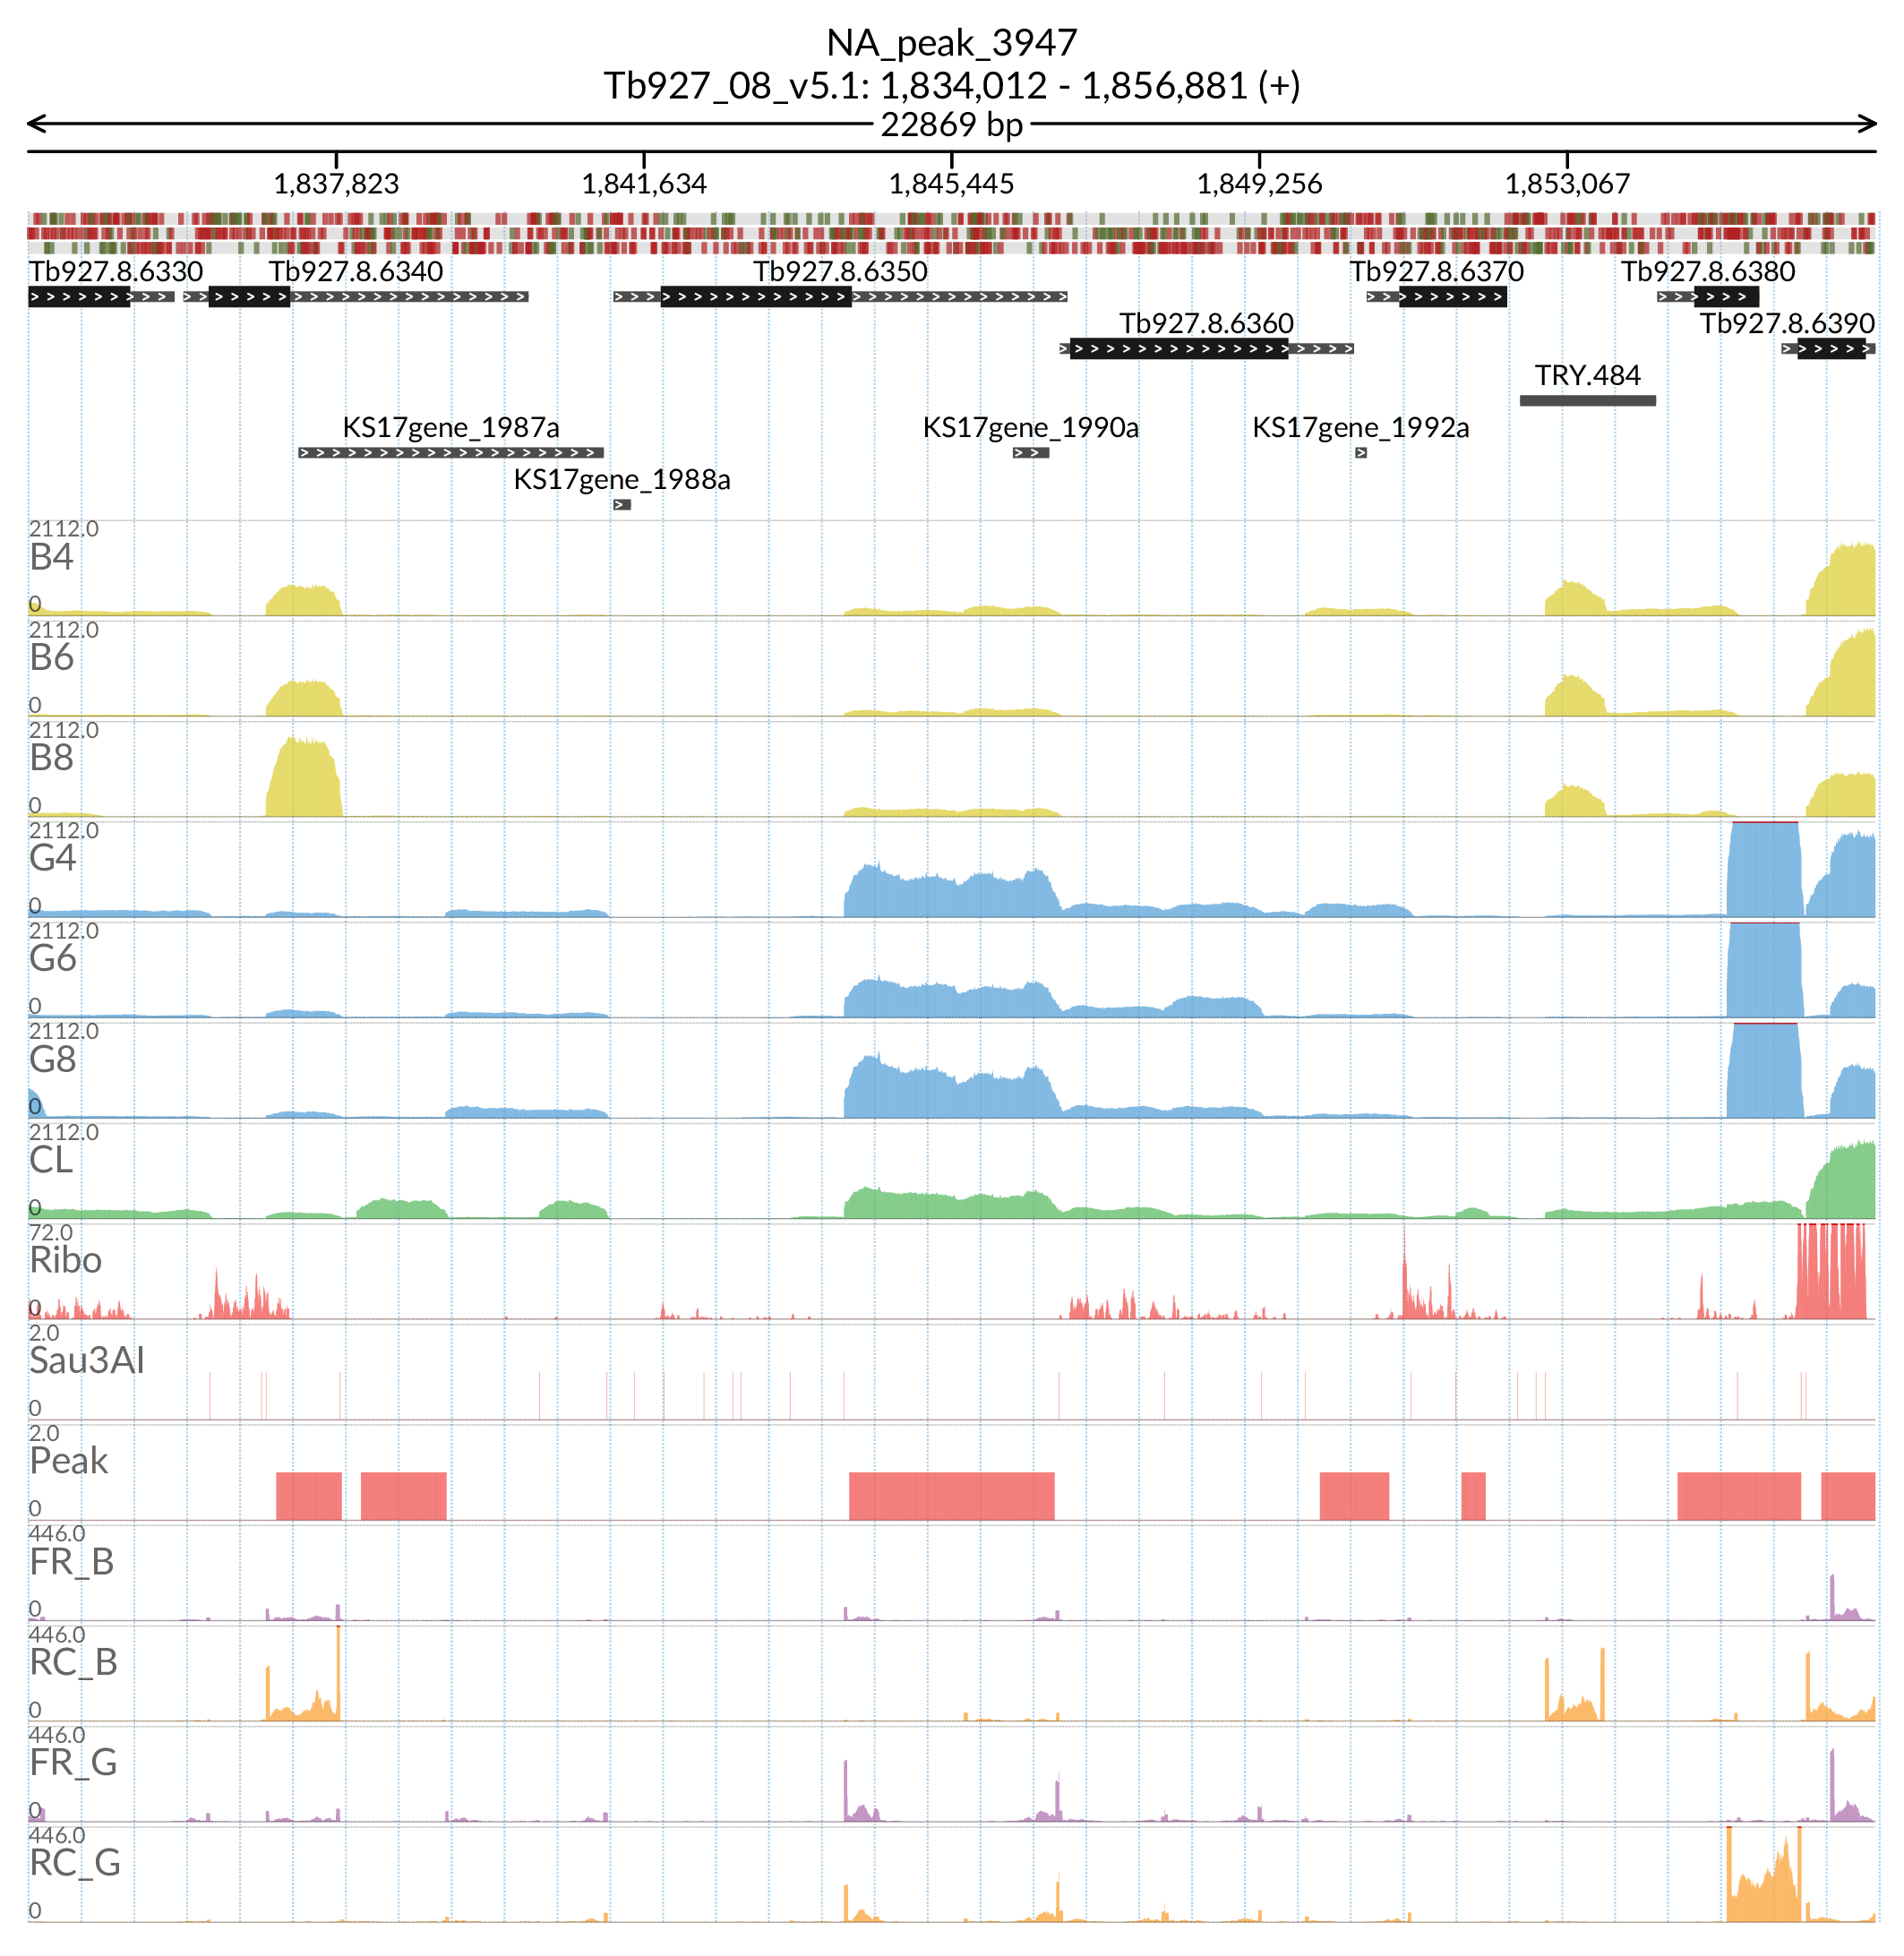 NA_peak_3947
Tb927_08_v5.1: 1,834,012 - 1,856,881 (+)
22869 bp
1,837,823 1,841,634 1,845,445 1,849,256 1,853,067
Tb927.8.6330 Tb927.8.6340 Tb927.8.6350 Tb927.8.6370 Tb927.8.6380
Tb927.8.6360 Tb927.8.6390
TRY.484
KS17gene_1987a KS17gene_1990a KS17gene_1992a
KS17gene_1988a
2112.0
B4
0
2112.0
B6
0
2112.0
B8
0
2112.0
G4
0
2112.0
G6
0
2112.0
G8
0
2112.0
CL
0
72.0
Ribo
0
2.0
Sau3AI
0
2.0
Peak
0
446.0
FR_B
0
446.0
RC_B
0
446.0
FR_G
0
446.0
RC_G
0